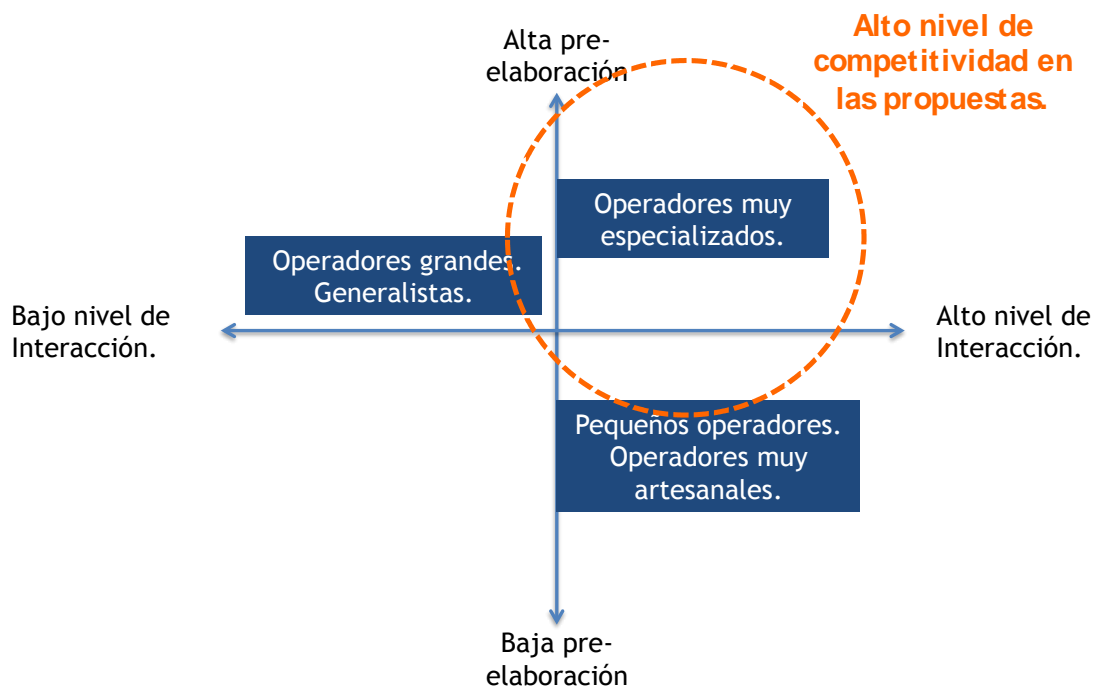 Alto nivel de
competitividad en
las propuestas.
Alta pre-
elaboración
Operadores muy
especializados.
Operadores grandes.
Generalistas.
Bajo nivel de
Interacción.
Alto nivel de
Interacción.
Pequeños operadores.
Operadores muy
artesanales.
Baja pre-
elaboración